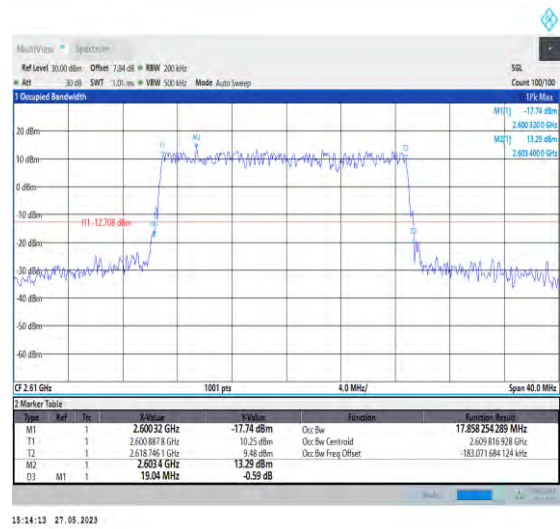 MultiView Spectrum
Ref Level 30.00 dBm Offset 7.84 dB RBW 200 kHz SGL
Att 30 dB SWT 1.01 ms VBW 500 kHz Mode Auto Sweep Count 100/100
1 Occupied Bandwidth 1Pk Max
M1[1] -17.74 dBm
2.600 3200 GHz
M2[1] 13.29 dBm
2.603 4000 GHz
20 dBm
10 dBm
0 dBm
-10 dBm
H1 -12.708 dBm
-20 dBm
-30 dBm
-40 dBm
-50 dBm
-60 dBm
T1
M2
T2
CF 2.61 GHz 1001 pts 4.0 MHz/ Span 40.0 MHz
2 Marker Table
Type Ref Trc X-Value Y-Value Function Function Result
M1 1 2.600 32 GHz -17.74 dBm Occ Bw 17.858 254 289 MHz
T1 1 2.600 887 8 GHz 10.25 dBm Occ Bw Centroid 2.609 816 928 GHz
T2 1 2.618 746 1 GHz 9.48 dBm Occ Bw Freq Offset -183.071 684 124 kHz
M2 1 2.603 4 GHz 13.29 dBm
D3 M1 1 19.04 MHz -0.59 dB
15:14:13 27.05.2023